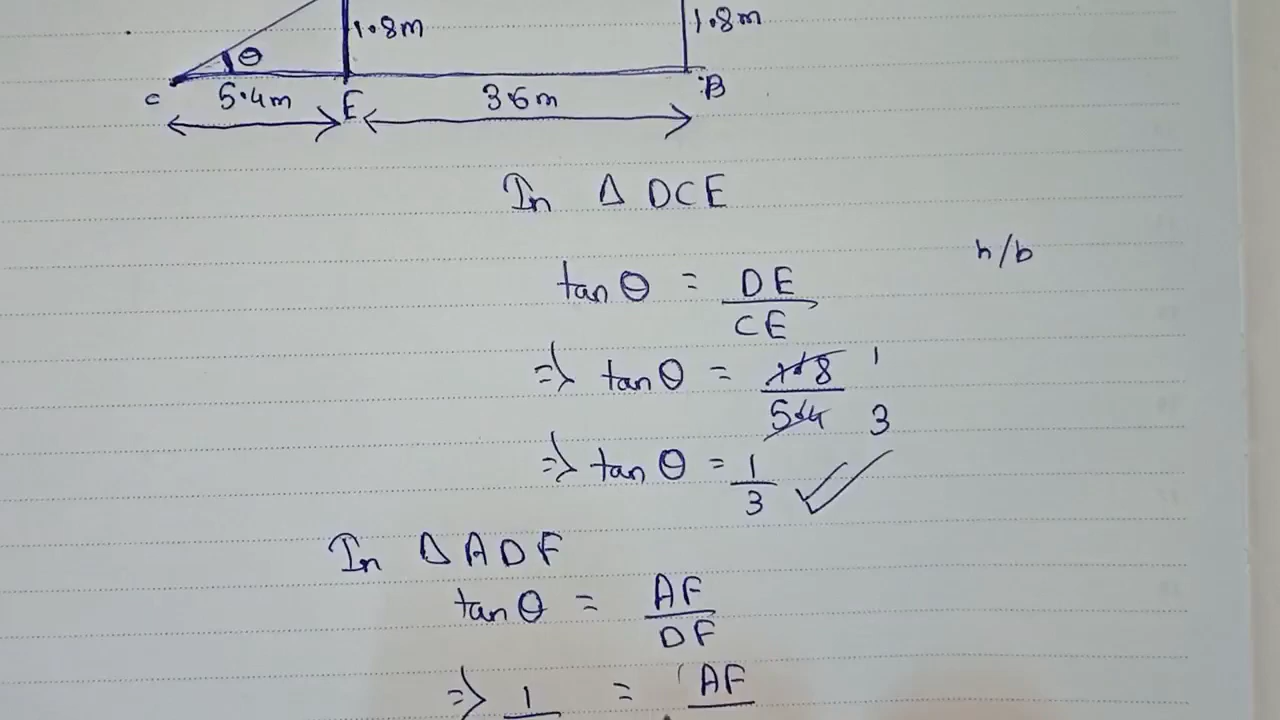 1.8m 1.8m
θ
C 5.4m E 3.6m B
In Δ DCE
h/b
tan θ = DE
CE
=> tan θ = 1.8 1
5.4 3
=> tan θ = 1
3
In Δ ADF
tan θ = AF
DF
=> 1 = AF